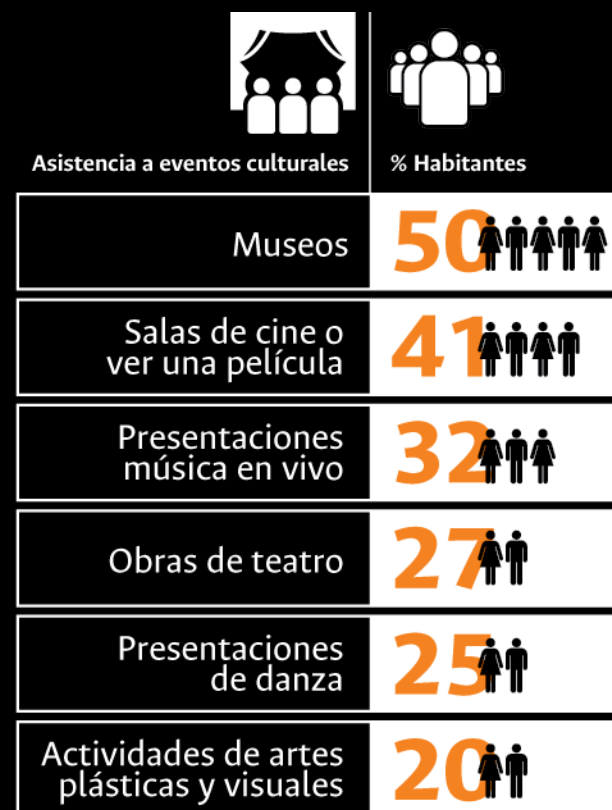 Asistencia a eventos culturales
% Habitantes
Museos
50
Salas de cine o
ver una película
41
Presentaciones
música en vivo
32
Obras de teatro
27
Presentaciones
de danza
25
Actividades de artes
plásticas y visuales
20